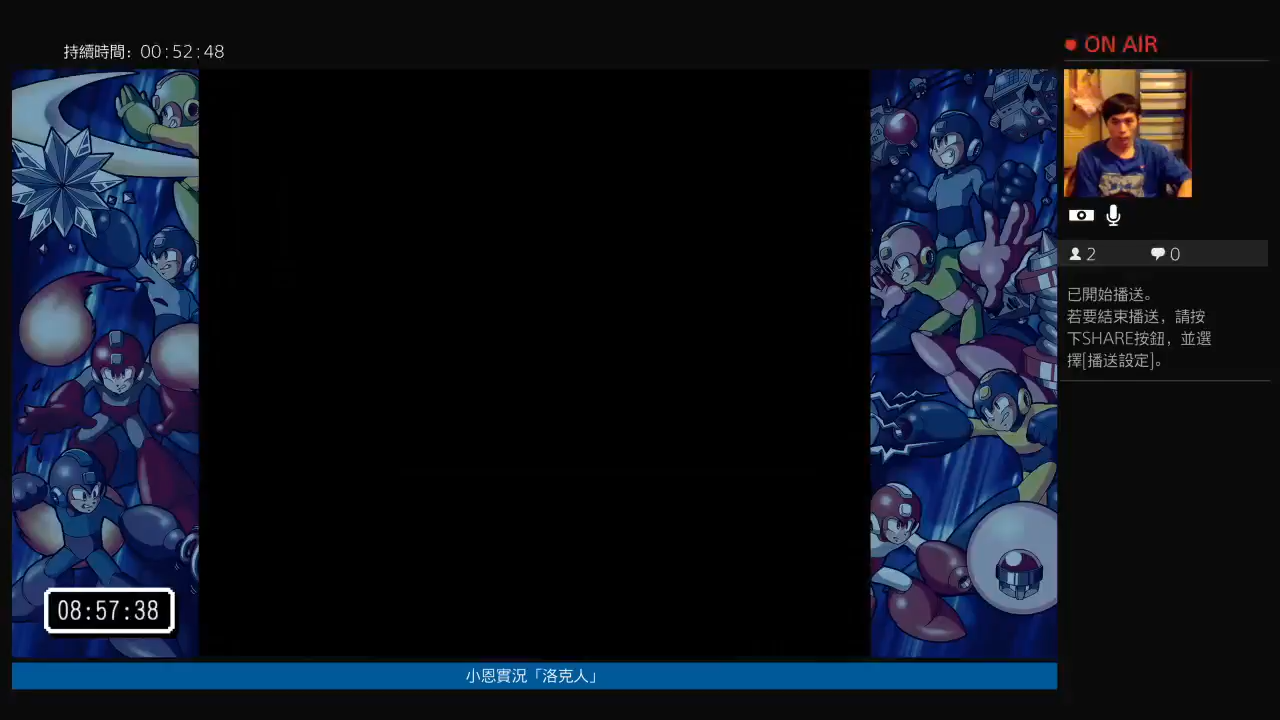 持續時間：00:52:48
ON AIR
2
0
已開始播送。
若要結束播送，請按
下SHARE按鈕，並選
擇[播送設定]。
08:57:38
小恩實況「洛克人」